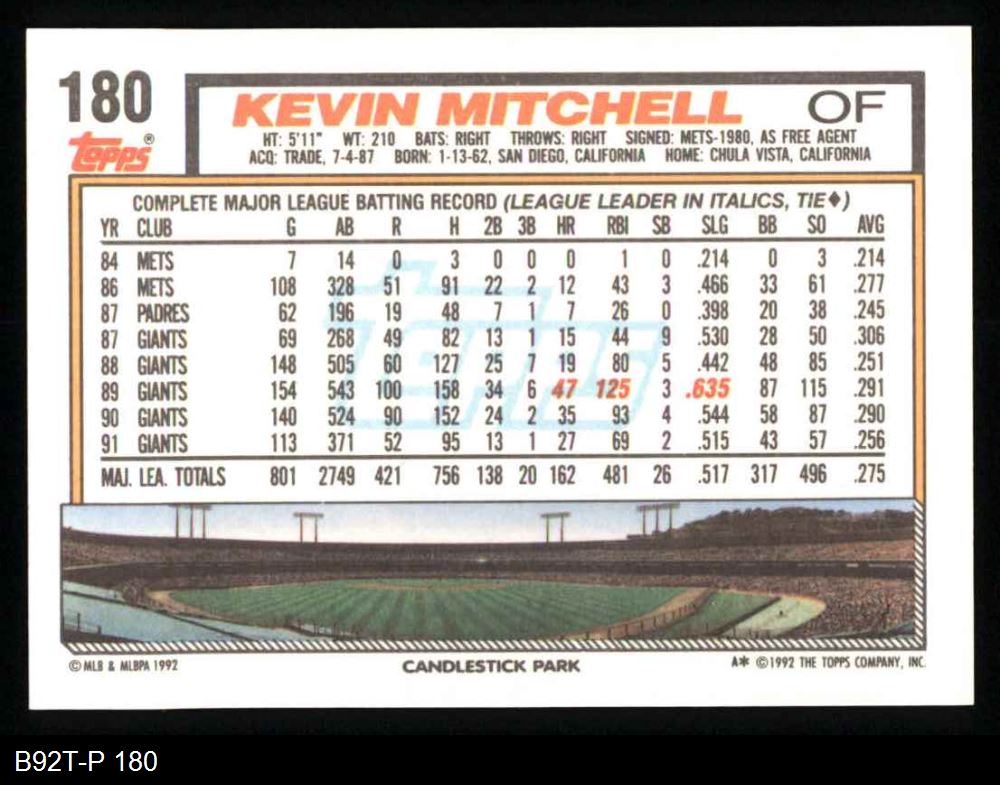 180
KEVIN MITCHELL OF
HT: 5'11" WT: 210 BATS: RIGHT THROWS: RIGHT SIGNED: METS-1980, AS FREE AGENT
Topps® ACQ: TRADE, 7-4-87 BORN: 1-13-62, SAN DIEGO, CALIFORNIA HOME: CHULA VISTA, CALIFORNIA
COMPLETE MAJOR LEAGUE BATTING RECORD (LEAGUE LEADER IN ITALICS, TIE♦)
YR CLUB G AB R H 2B 3B HR RBI SB SLG BB SO AVG
84 METS 7 14 0 3 0 0 0 1 0 .214 0 3 .214
86 METS 108 328 51 91 22 2 12 43 3 .466 33 61 .277
87 PADRES 62 196 19 48 7 1 7 26 0 .398 20 38 .245
87 GIANTS 69 268 49 82 13 1 15 44 9 .530 28 50 .306
88 GIANTS 148 505 60 127 25 7 19 80 5 .442 48 85 .251
89 GIANTS 154 543 100 158 34 6 47 125 3 .635 87 115 .291
90 GIANTS 140 524 90 152 24 2 35 93 4 .544 58 87 .290
91 GIANTS 113 371 52 95 13 1 27 69 2 .515 43 57 .256
MAJ. LEA. TOTALS 801 2749 421 756 138 20 162 481 26 .517 317 496 .275
Topps
© MLB & MLBPA 1992 CANDLESTICK PARK A* ©1992 THE TOPPS COMPANY, INC.
B92T-P 180